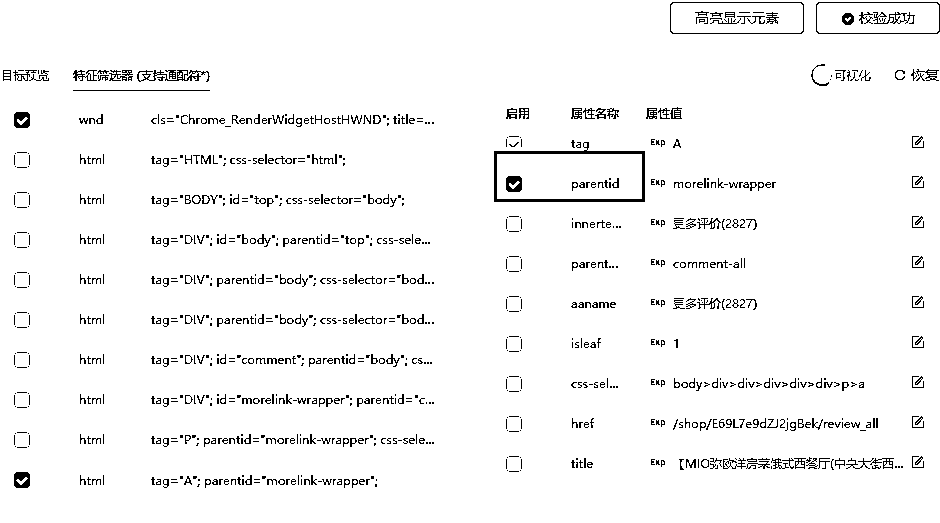 高亮显示元素 校验成功
目标预览 特征筛选器 (支持通配符*) 可视化 恢复
启用 属性名称 属性值
wnd cls="Chrome_RenderWidgetHostHWND"; title=...
html tag="HTML"; css-selector="html";
html tag="BODY"; id="top"; css-selector="body";
html tag="DIV"; id="body"; parentid="top"; css-sele...
html tag="DIV"; parentid="body"; css-selector="bod...
html tag="DIV"; parentid="body"; css-selector="bod...
html tag="DIV"; id="comment"; parentid="body"; cs...
html tag="DIV"; id="morelink-wrapper"; parentid="c...
html tag="P"; parentid="morelink-wrapper"; css-sele...
html tag="A"; parentid="morelink-wrapper";
tag Exp A
parentid Exp morelink-wrapper
innerte... Exp 更多评价(2827)
parent... Exp comment-all
aaname Exp 更多评价(2827)
isleaf Exp 1
css-sel... Exp body>div>div>div>div>div>p>a
href Exp /shop/E69L7e9dZJ2jgBek/review_all
title Exp 【MIO弥欧洋房菜俄式西餐厅(中央大街西...